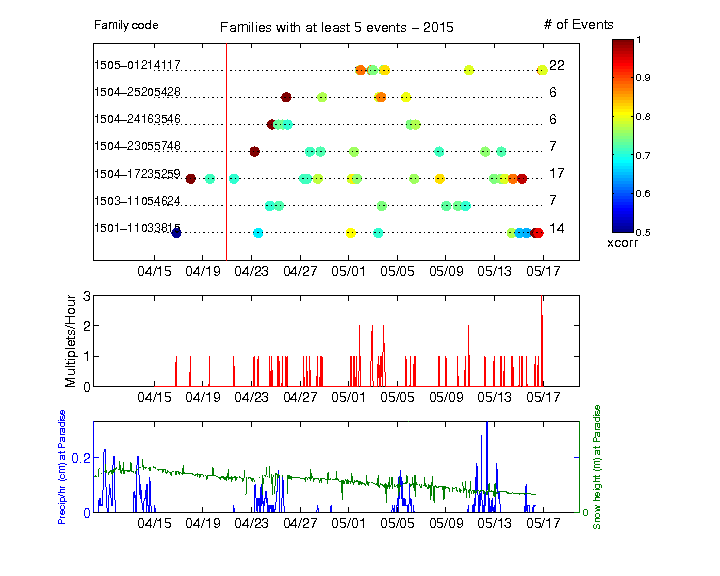 Family code
Families with at least 5 events − 2015
# of Events
1505−01214117 22
1504−25205428 6
1504−24163546 6
1504−23055748 7
1504−17235259 17
1503−11054624 7
1501−11033815 14
04/15 04/19 04/23 04/27 05/01 05/05 05/09 05/13 05/17
1
0.9
0.8
0.7
0.6
0.5
xcorr
Multiplets/Hour
3
2
1
0
04/15 04/19 04/23 04/27 05/01 05/05 05/09 05/13 05/17
Precip/hr (cm) at Paradise
0.2
0
0
Snow height (m) at Paradise
04/15 04/19 04/23 04/27 05/01 05/05 05/09 05/13 05/17